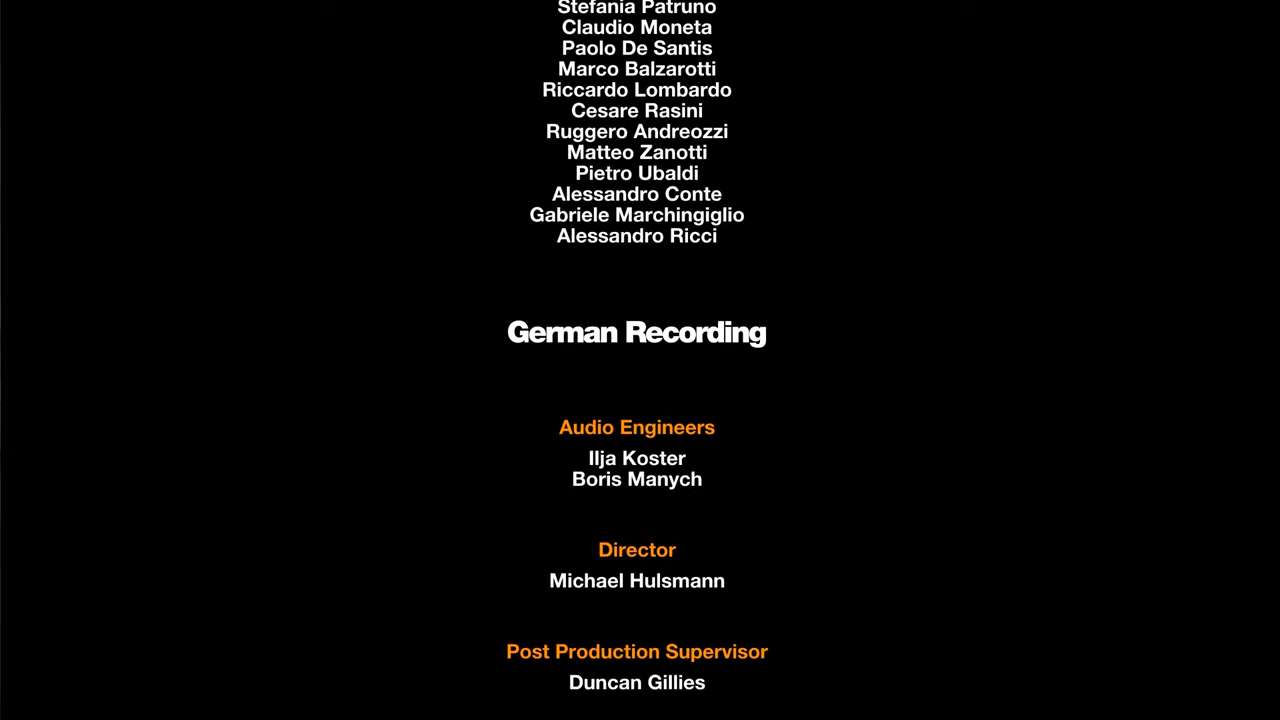 Stefania Patruno
Claudio Moneta
Paolo De Santis
Marco Balzarotti
Riccardo Lombardo
Cesare Rasini
Ruggero Andreozzi
Matteo Zanotti
Pietro Ubaldi
Alessandro Conte
Gabriele Marchingiglio
Alessandro Ricci
German Recording
Audio Engineers
Ilja Koster
Boris Manych
Director
Michael Hulsmann
Post Production Supervisor
Duncan Gillies